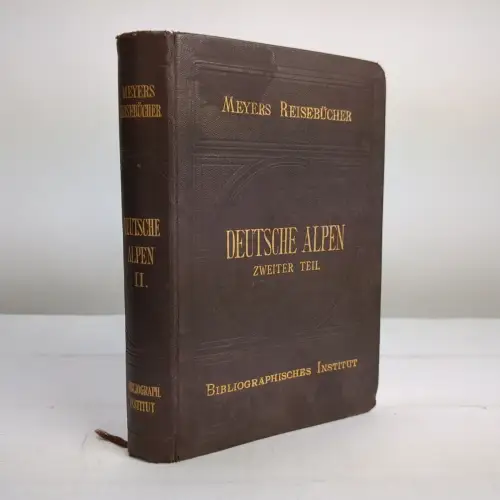 MEYERS
REISEBÜCHER
DEUTSCHE
ALPEN
II.
BIBLIOGRAPH.
INSTITUT
MEYERS REISEBÜCHER
DEUTSCHE ALPEN
ZWEITER TEIL
BIBLIOGRAPHISCHES INSTITUT